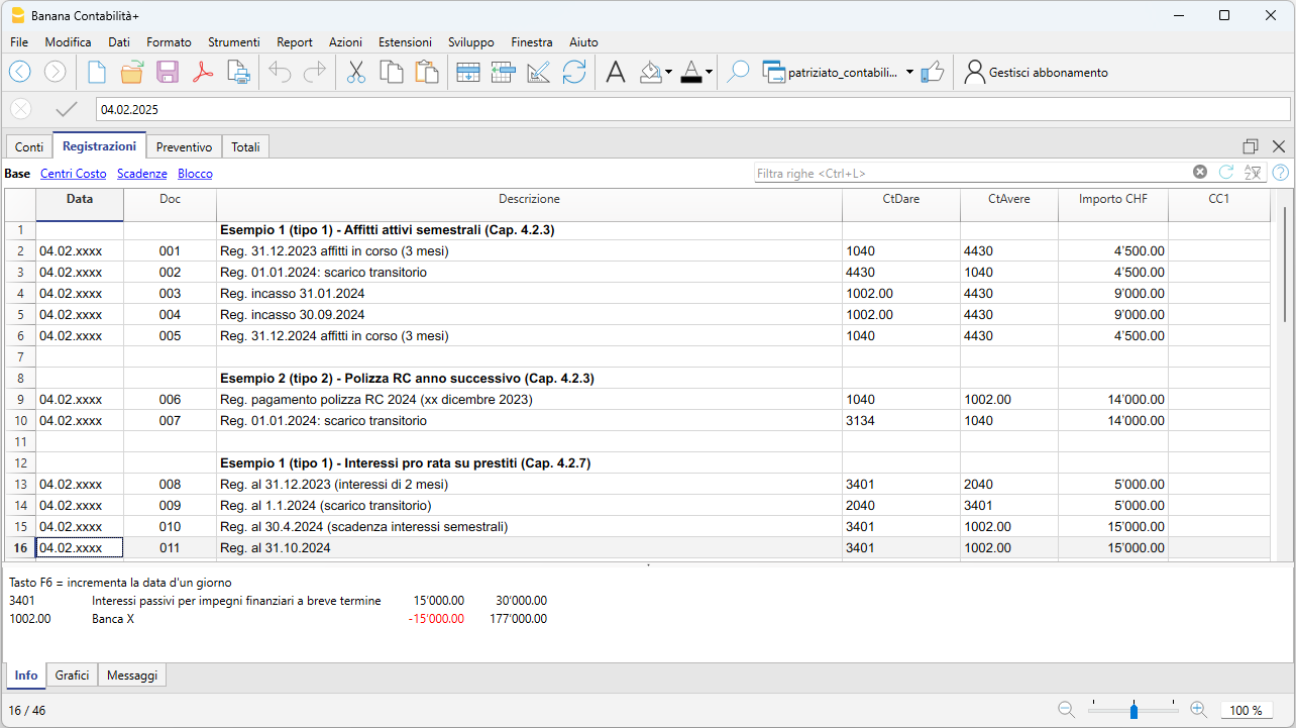 Banana Contabilità+
File Modifica Dati Formato Strumenti Report Azioni Estensioni Sviluppo Finestra Aiuto
patriziato_contabili... Gestisci abbonamento
04.02.2025
Conti Registrazioni Preventivo Totali
Base Centri Costo Scadenze Blocco Filtra righe <Ctrl+L>
Data Doc Descrizione CtDare CtAvere Importo CHF CC1
1 Esempio 1 (tipo 1) - Affitti attivi semestrali (Cap. 4.2.3)
2 04.02.xxxx 001 Reg. 31.12.2023 affitti in corso (3 mesi) 1040 4430 4'500.00
3 04.02.xxxx 002 Reg. 01.01.2024: scarico transitorio 4430 1040 4'500.00
4 04.02.xxxx 003 Reg. incasso 31.01.2024 1002.00 4430 9'000.00
5 04.02.xxxx 004 Reg. incasso 30.09.2024 1002.00 4430 9'000.00
6 04.02.xxxx 005 Reg. 31.12.2024 affitti in corso (3 mesi) 1040 4430 4'500.00
7
8 Esempio 2 (tipo 2) - Polizza RC anno successivo (Cap. 4.2.3)
9 04.02.xxxx 006 Reg. pagamento polizza RC 2024 (xx dicembre 2023) 1040 1002.00 14'000.00
10 04.02.xxxx 007 Reg. 01.01.2024: scarico transitorio 3134 1040 14'000.00
11
12 Esempio 1 (tipo 1) - Interessi pro rata su prestiti (Cap. 4.2.7)
13 04.02.xxxx 008 Reg. al 31.12.2023 (interessi di 2 mesi) 3401 2040 5'000.00
14 04.02.xxxx 009 Reg. al 1.1.2024 (scarico transitorio) 2040 3401 5'000.00
15 04.02.xxxx 010 Reg. al 30.4.2024 (scadenza interessi semestrali) 3401 1002.00 15'000.00
16 04.02.xxxx 011 Reg. al 31.10.2024 3401 1002.00 15'000.00
Tasto F6 = incrementa la data d'un giorno
3401 Interessi passivi per impegni finanziari a breve termine 15'000.00 30'000.00
1002.00 Banca X -15'000.00 177'000.00
Info Grafici Messaggi
16 / 46 100 %